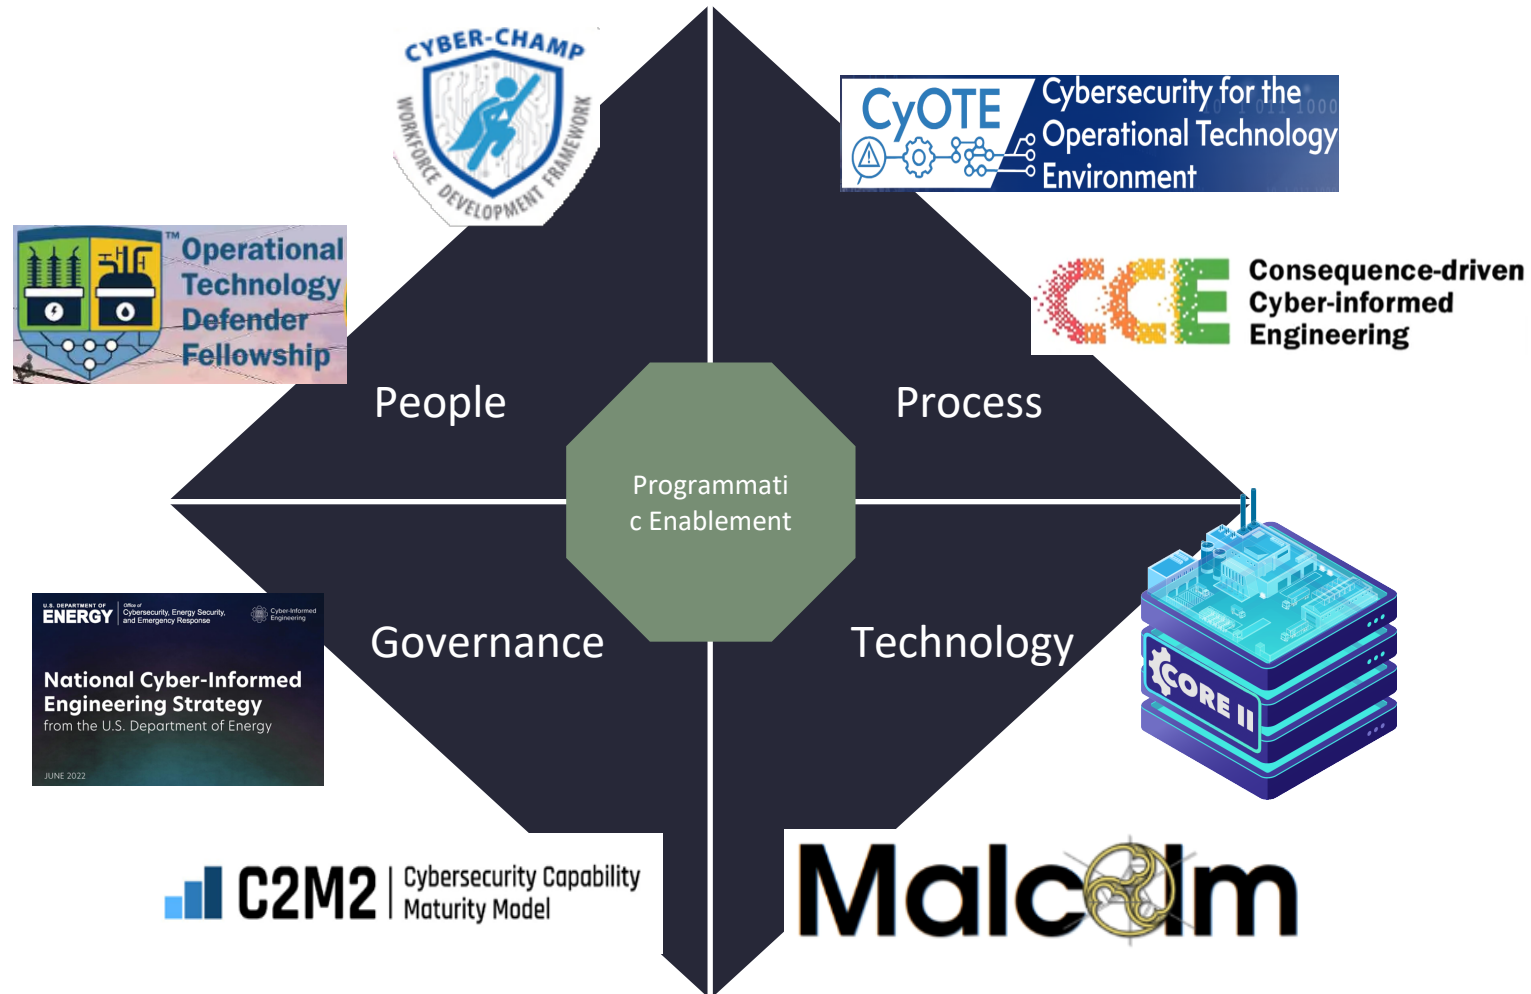 CYBER-CHAMP
WORKFORCE DEVELOPMENT FRAMEWORK
CyOTE
Cybersecurity for the
Operational Technology
Environment
™
Operational
Technology
Defender
Fellowship
CCE
Consequence-driven
Cyber-informed
Engineering
People
Process
Programmati
c Enablement
Governance
Technology
U.S. DEPARTMENT OF
ENERGY
Office of
Cybersecurity, Energy Security,
and Emergency Response
Cyber-Informed
Engineering
National Cyber-Informed
Engineering Strategy
from the U.S. Department of Energy
JUNE 2022
CORE II
C2M2
Cybersecurity Capability
Maturity Model
Malcolm